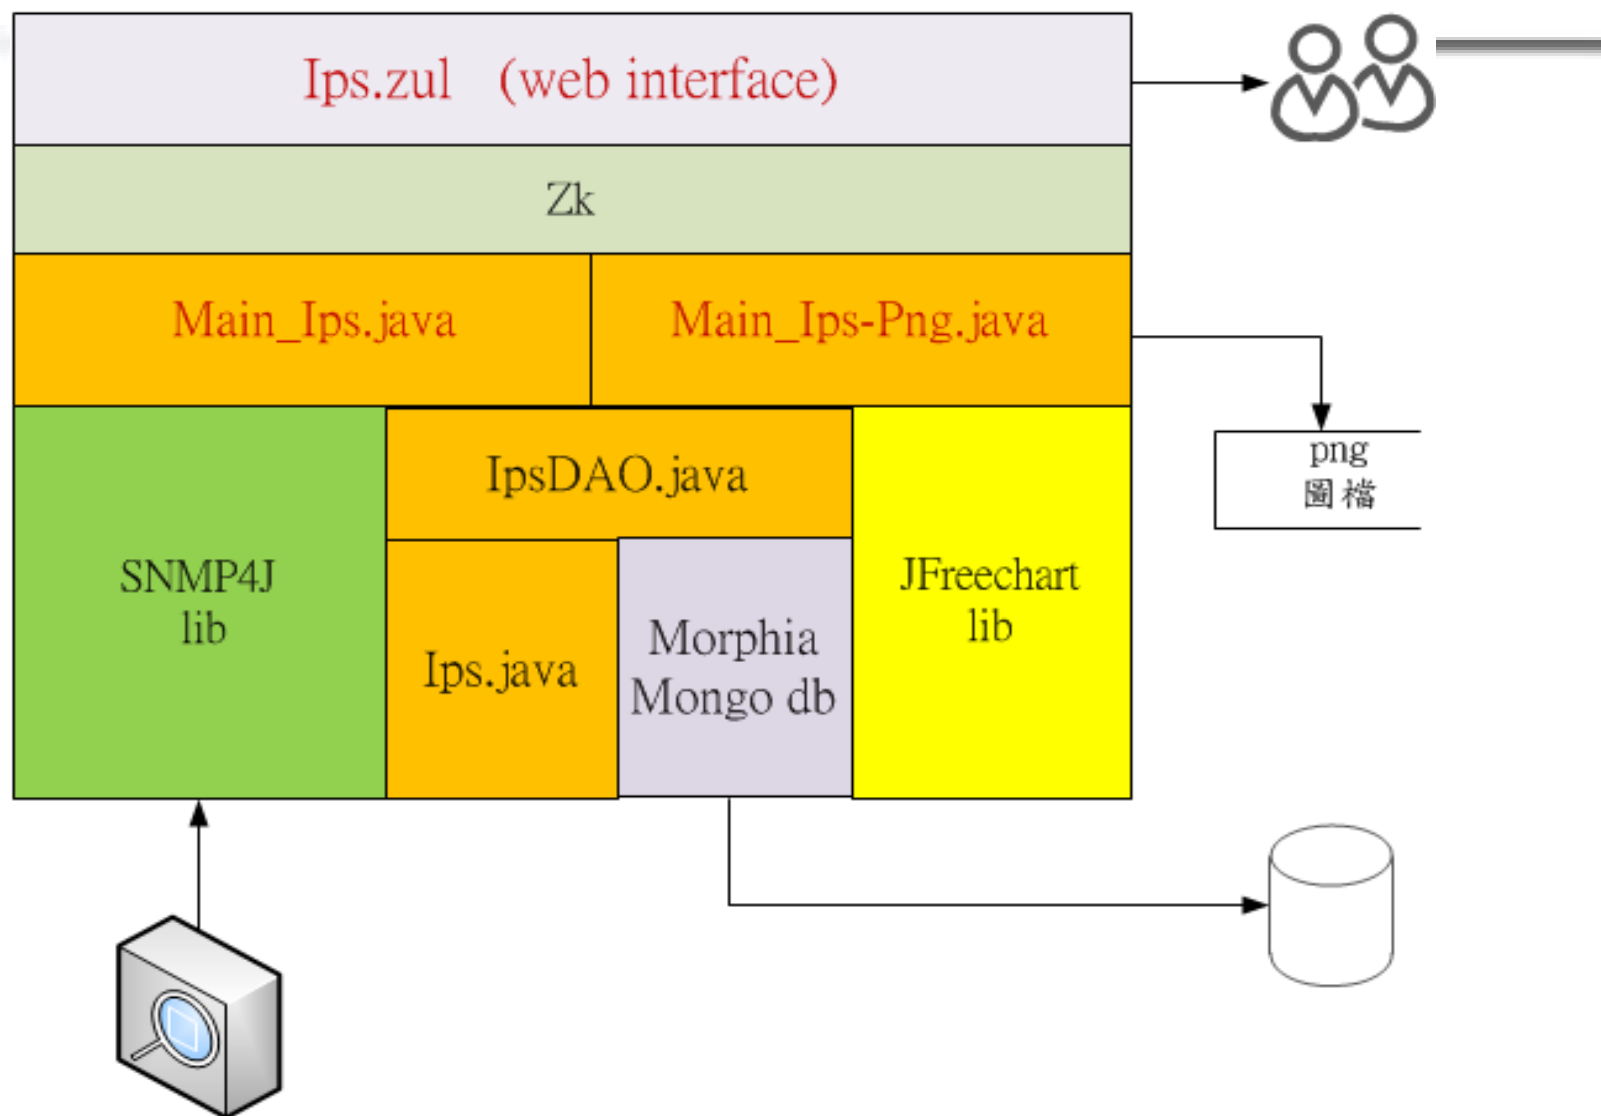 Ips.zul (web interface)
Zk
Main_Ips.java
Main_Ips-Png.java
IpsDAO.java
SNMP4J
lib
Ips.java
Morphia
Mongo db
JFreechart
lib
png
圖檔